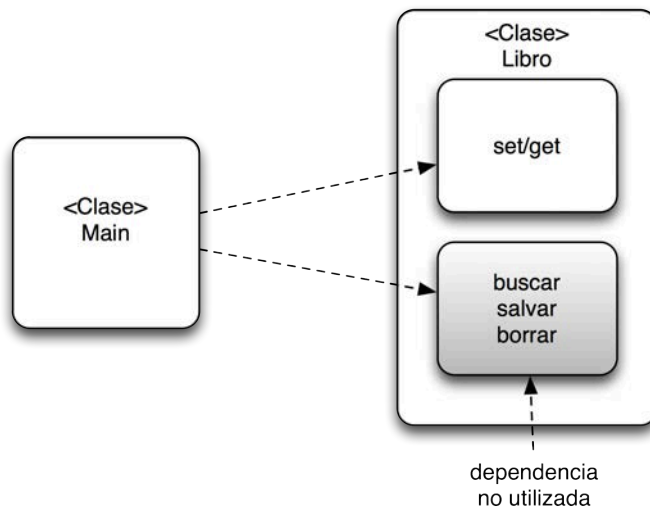 <Clase>
Libro
set/get
<Clase>
Main
buscar
salvar
borrar
dependencia
no utilizada